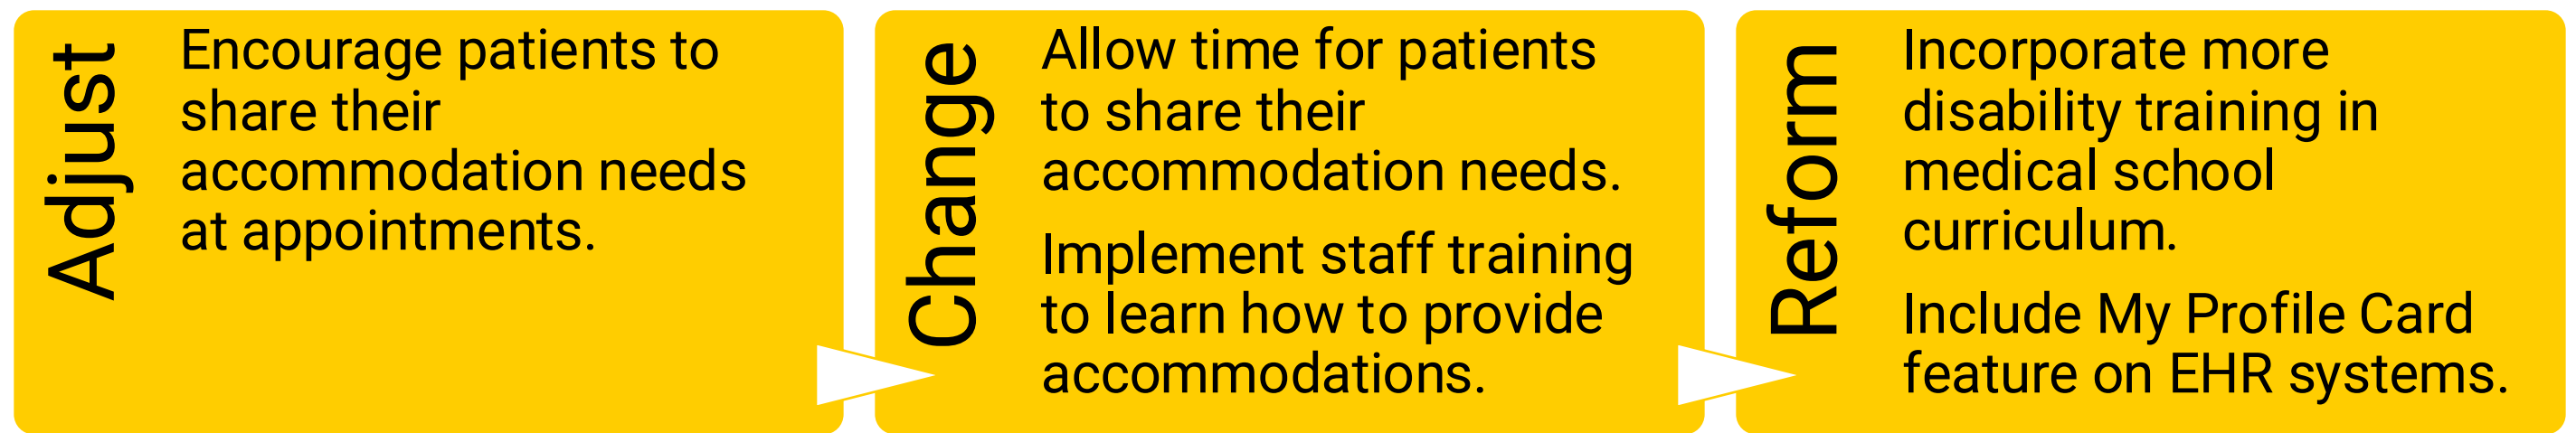 Adjust
Encourage patients to
share their
accommodation needs
at appointments.
Change
Allow time for patients
to share their
accommodation needs.
Implement staff training
to learn how to provide
accommodations.
Reform
Incorporate more
disability training in
medical school
curriculum.
Include My Profile Card
feature on EHR systems.